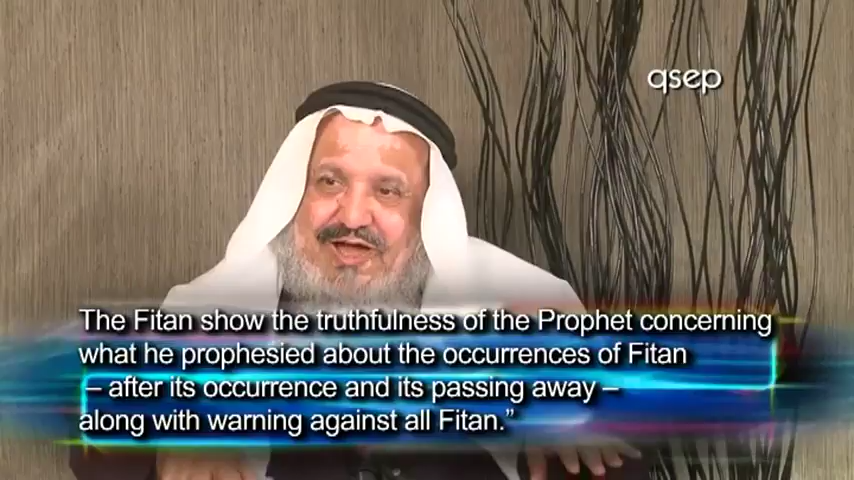 qsep
The Fitan show the truthfulness of the Prophet concerning
what he prophesied about the occurrences of Fitan
– after its occurrence and its passing away –
along with warning against all Fitan.”